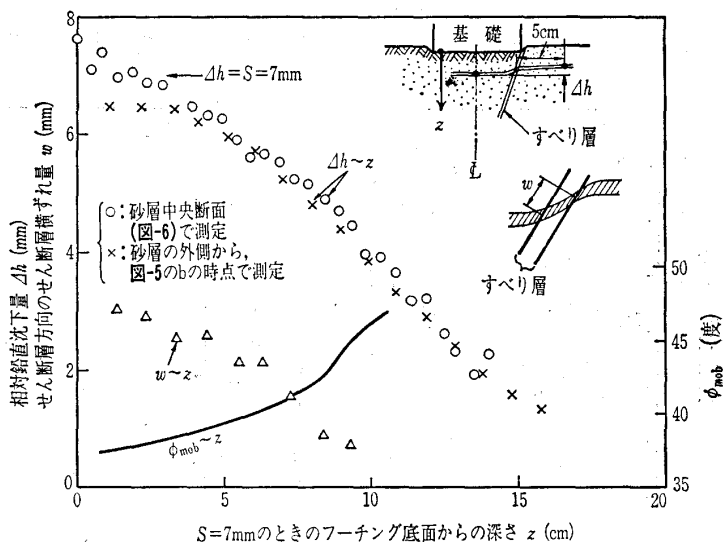 基礎
5cm
Δh
z
℄
すべり層
w
すべり層
Δh=S=7mm
Δh~z
○:砂層中央断面
(図-6)で測定
×:砂層の外側から,
図-5のbの時点で測定
w~z
φmob~z
相対鉛直沈下量 Δh (mm)
せん断層方向のせん断層横ずれ量 w (mm)
8
6
4
2
0
50
45
40
35
φmob (度)
0
5
10
15
20
S=7mmのときのフーチング底面からの深さ z (cm)